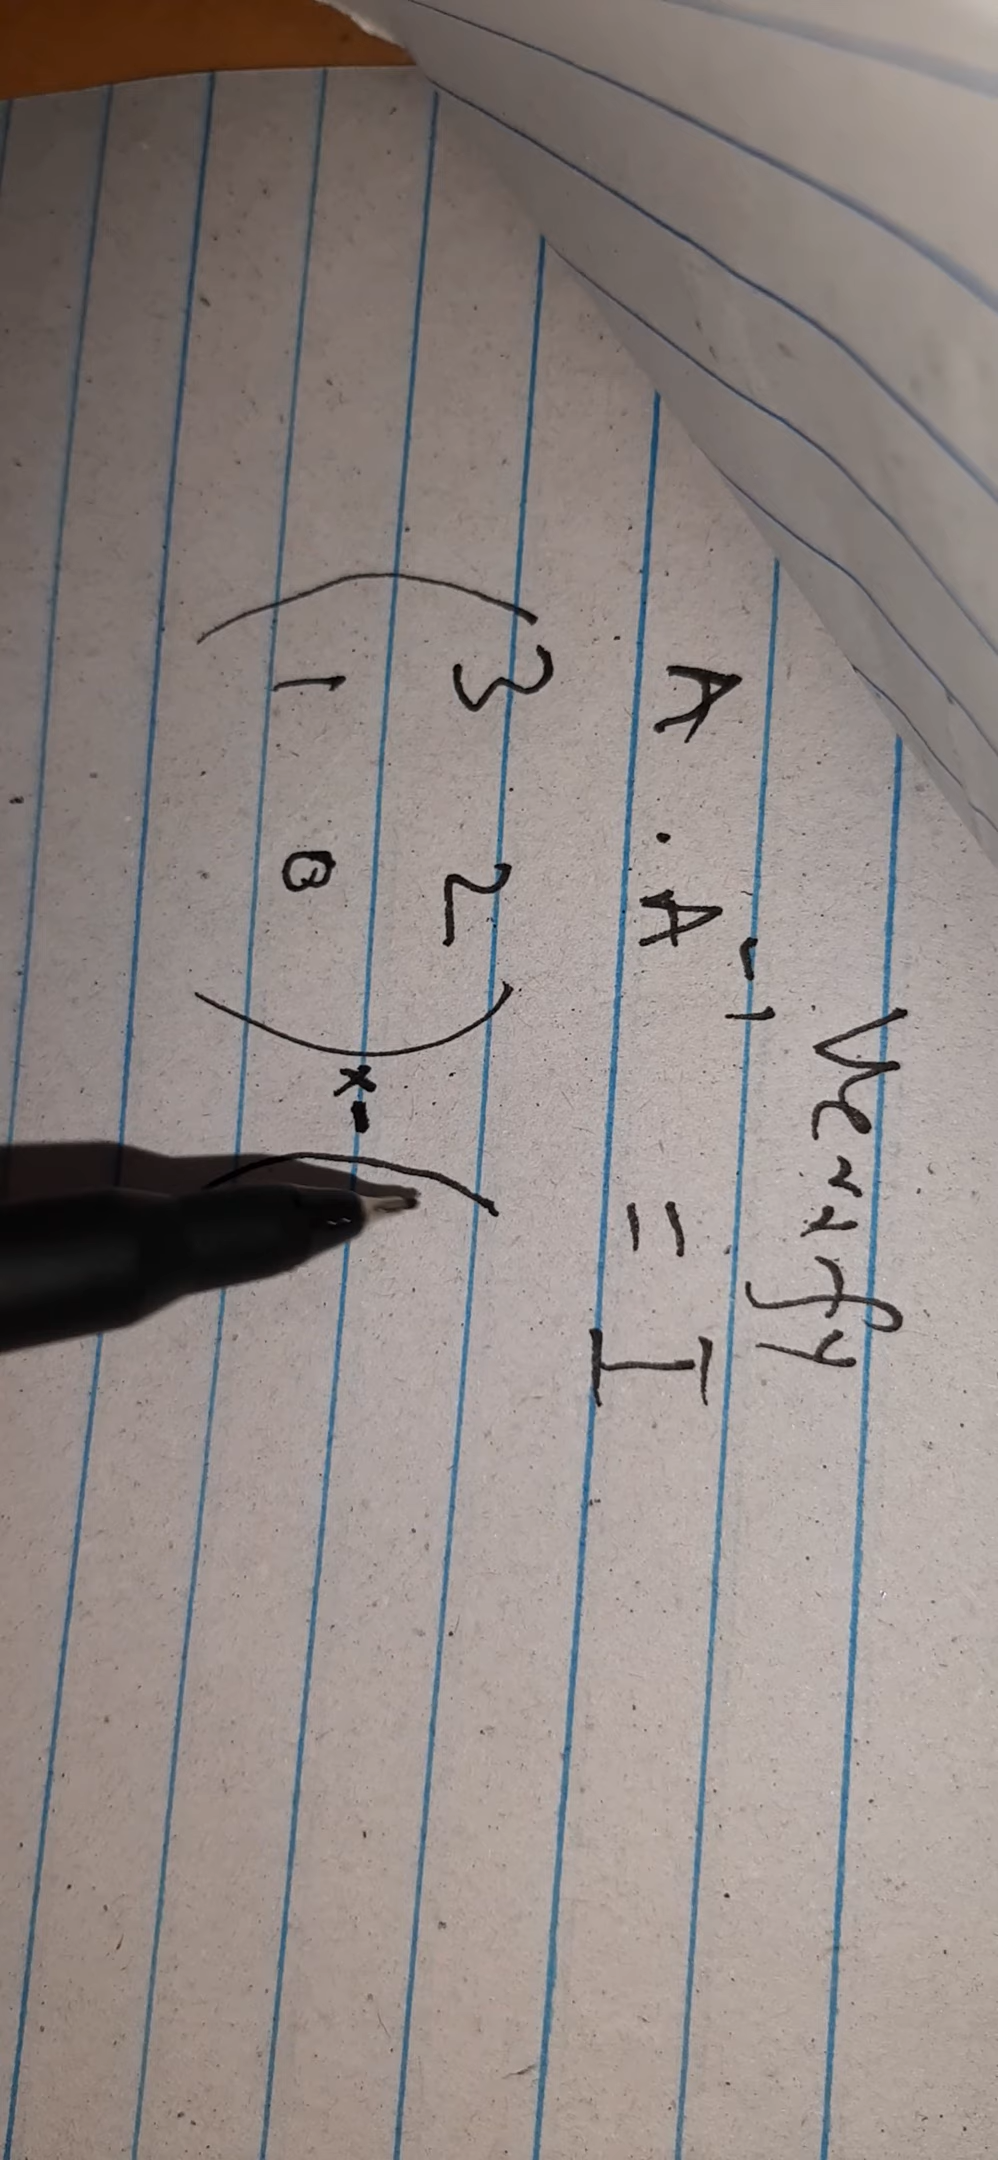 Verify
A . A⁻¹ = I
( 3 2 ) × (
1 0